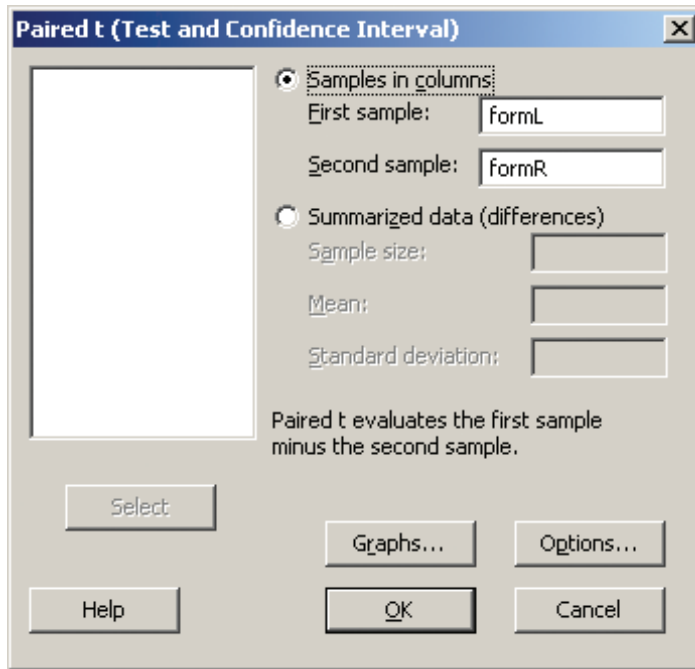 Paired t (Test and Confidence Interval)
Samples in columns
First sample: formL
Second sample: formR
Summarized data (differences)
Sample size:
Mean:
Standard deviation:
Paired t evaluates the first sample
minus the second sample.
Select
Graphs... Options...
Help OK Cancel